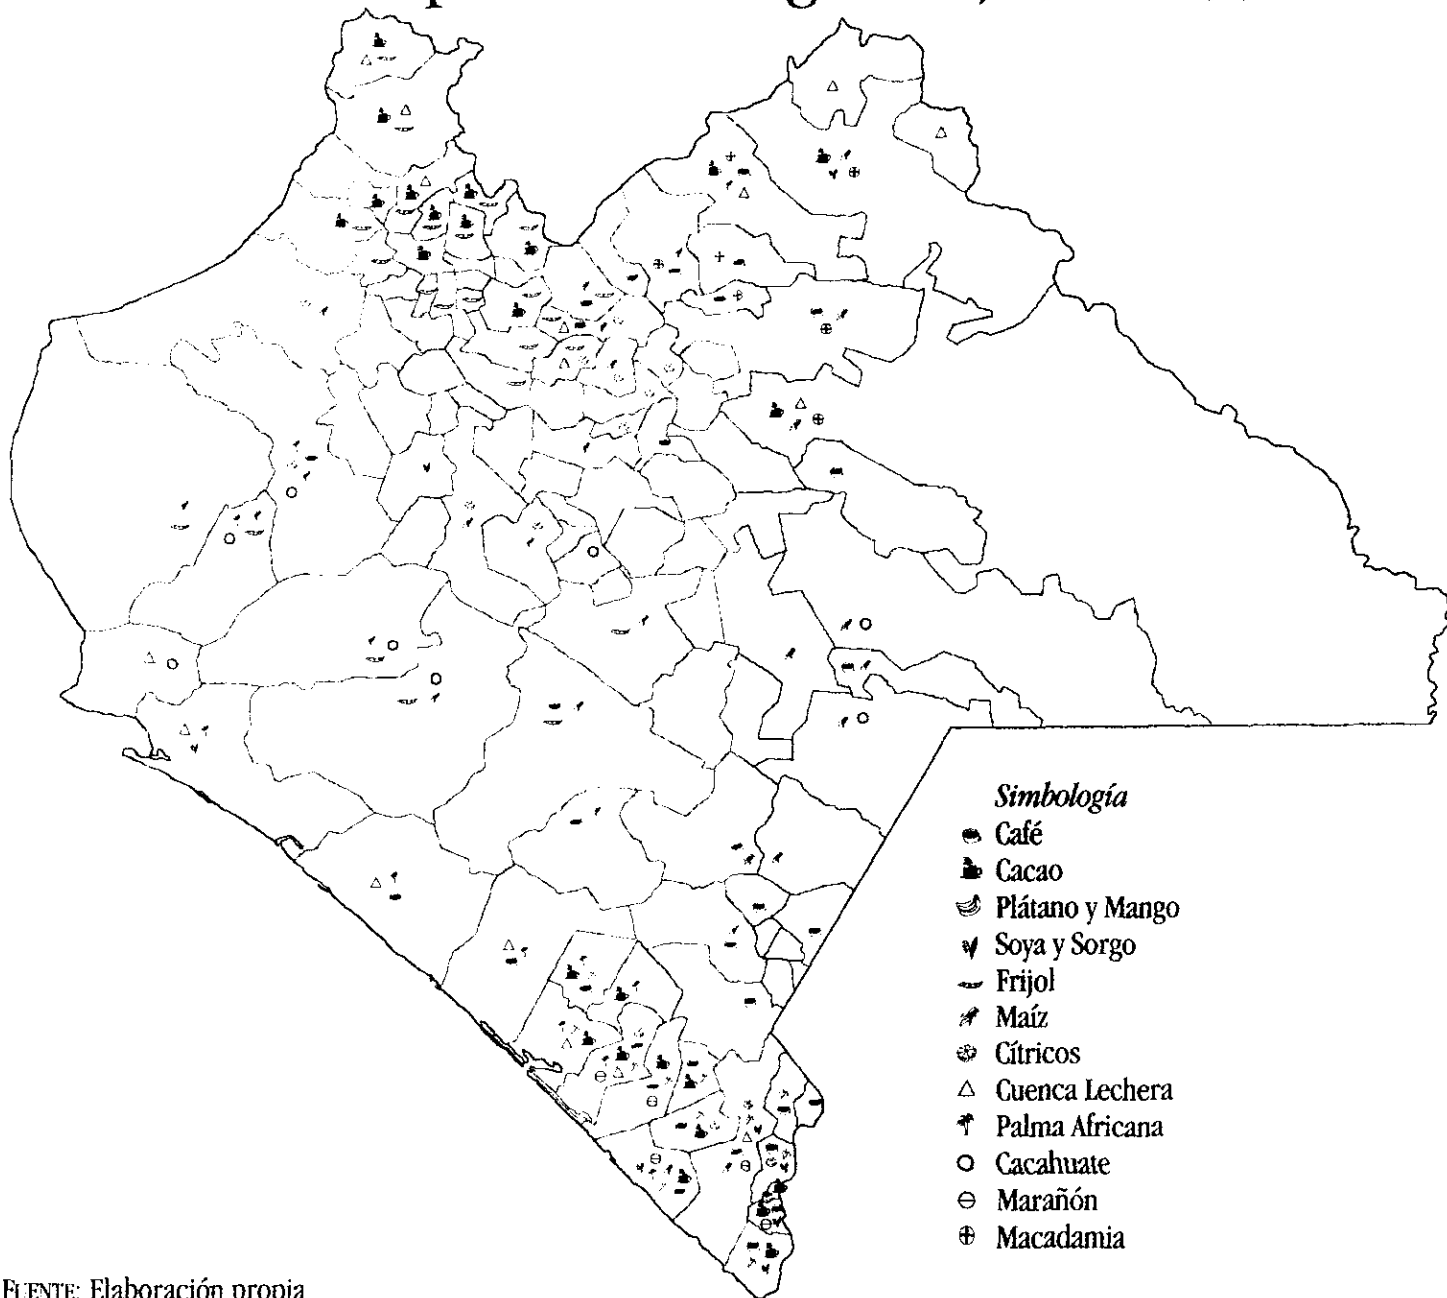 Simbología
Café
Cacao
Plátano y Mango
Soya y Sorgo
Frijol
Maíz
Cítricos
Cuenca Lechera
Palma Africana
Cacahuate
Marañón
Macadamia
FUENTE: Elaboración propia